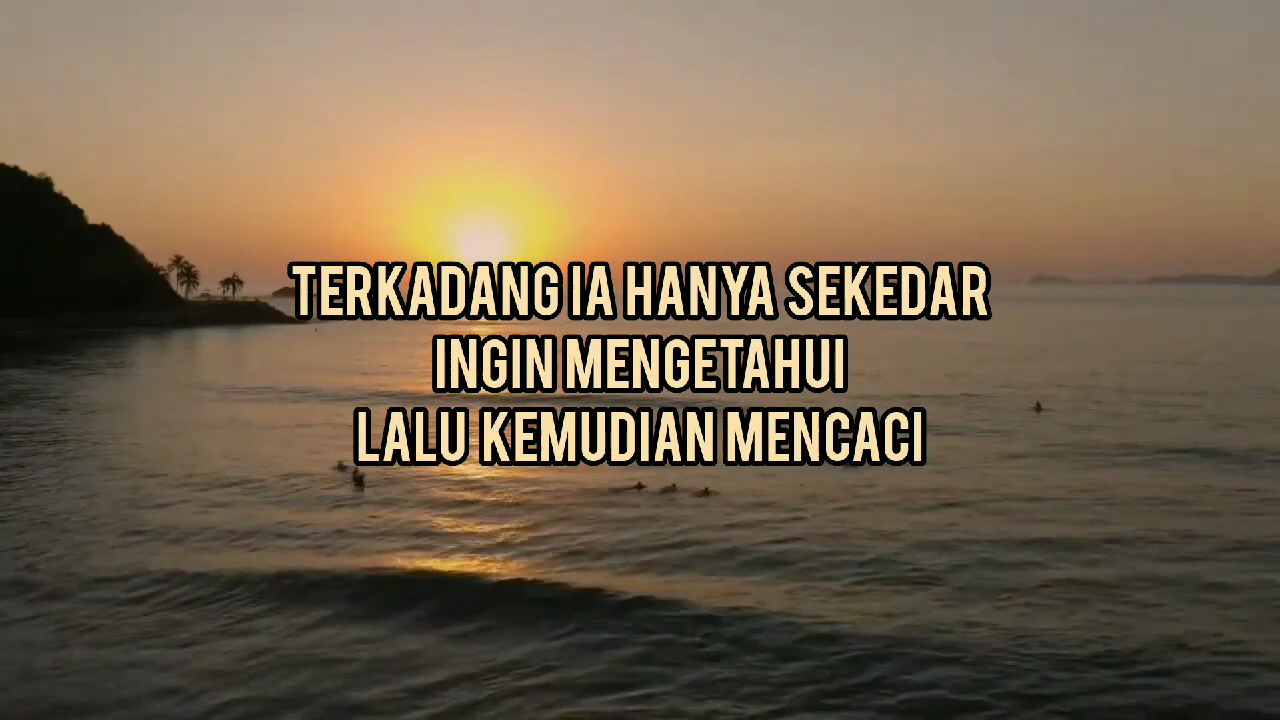 TERKADANG IA HANYA SEKEDAR
INGIN MENGETAHUI
LALU KEMUDIAN MENCACI